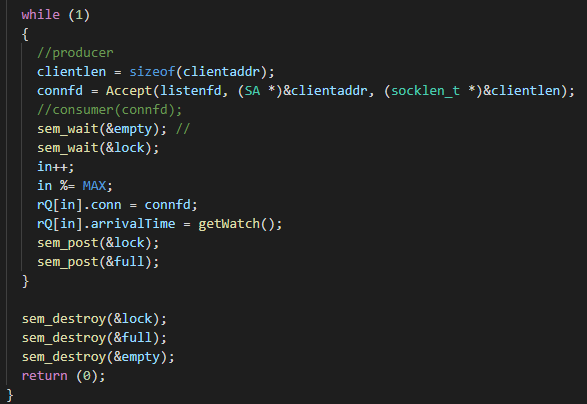 while (1)
{
//producer
clientlen = sizeof(clientaddr);
connfd = Accept(listenfd, (SA *)&clientaddr, (socklen_t *)&clientlen);
//consumer(connfd);
sem_wait(&empty); //
sem_wait(&lock);
in++;
in %= MAX;
rQ[in].conn = connfd;
rQ[in].arrivalTime = getWatch();
sem_post(&lock);
sem_post(&full);
}
sem_destroy(&lock);
sem_destroy(&full);
sem_destroy(&empty);
return (0);
}